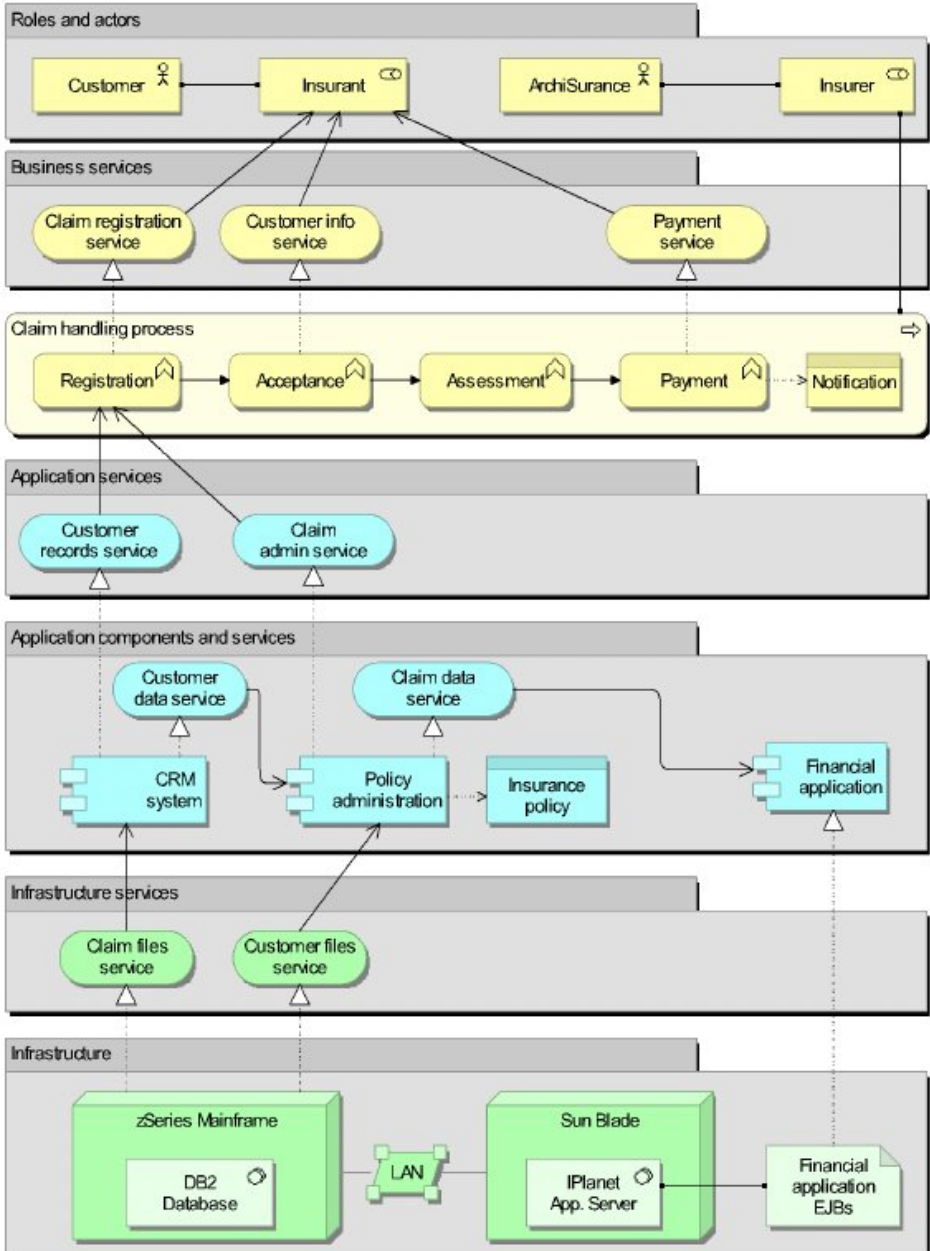 Roles and actors
Customer
Insurant
ArchiSurance
Insurer
Business services
Claim registration
service
Customer info
service
Payment
service
Claim handling process
Registration
Acceptance
Assessment
Payment
Notification
Application services
Customer
records service
Claim
admin service
Application components and services
Customer
data service
Claim data
service
CRM
system
Policy
administration
Insurance
policy
Financial
application
Infrastructure services
Claim files
service
Customer files
service
Infrastructure
zSeries Mainframe
DB2
Database
LAN
Sun Blade
IPlanet
App. Server
Financial
application
EJBs